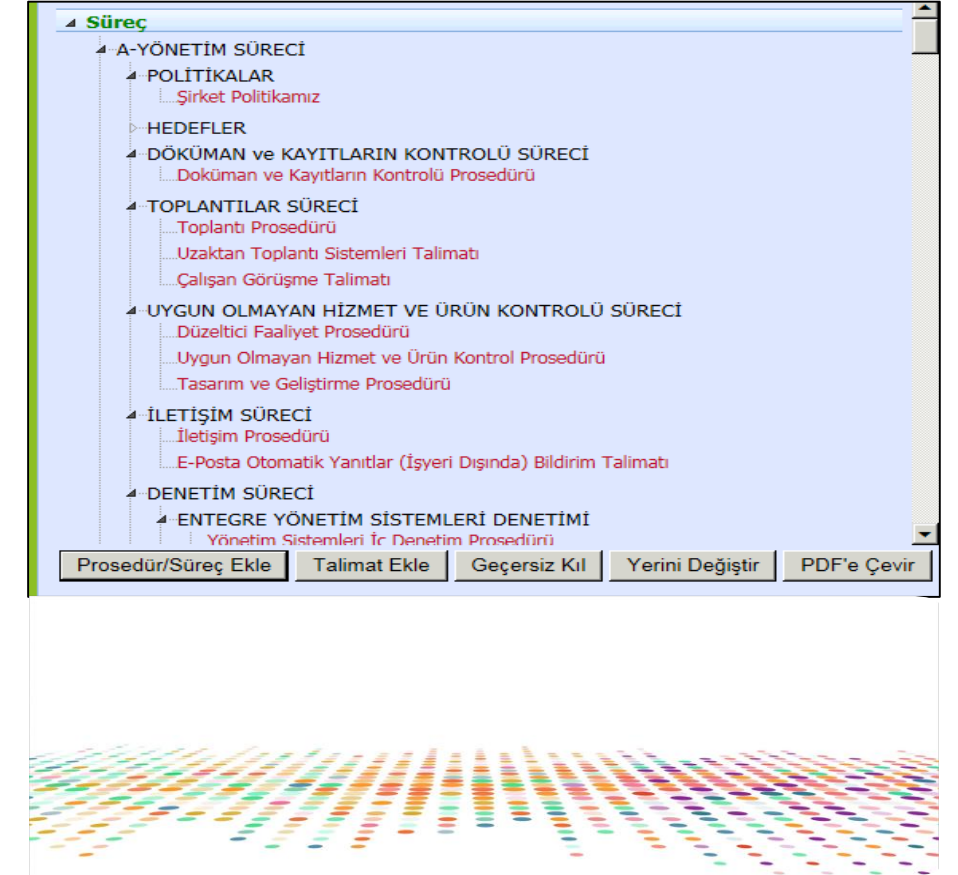 Süreç
A-YÖNETİM SÜRECİ
POLİTİKALAR
Şirket Politikamız
HEDEFLER
DÖKÜMAN ve KAYITLARIN KONTROLÜ SÜRECİ
Doküman ve Kayıtların Kontrolü Prosedürü
TOPLANTILAR SÜRECİ
Toplantı Prosedürü
Uzaktan Toplantı Sistemleri Talimatı
Çalışan Görüşme Talimatı
UYGUN OLMAYAN HİZMET VE ÜRÜN KONTROLÜ SÜRECİ
Düzeltici Faaliyet Prosedürü
Uygun Olmayan Hizmet ve Ürün Kontrol Prosedürü
Tasarım ve Geliştirme Prosedürü
İLETİŞİM SÜRECİ
İletişim Prosedürü
E-Posta Otomatik Yanıtlar (İşyeri Dışında) Bildirim Talimatı
DENETİM SÜRECİ
ENTEGRE YÖNETİM SİSTEMLERİ DENETİMİ
Yönetim Sistemleri İç Denetim Prosedürü
Prosedür/Süreç Ekle Talimat Ekle Geçersiz Kıl Yerini Değiştir PDF'e Çevir